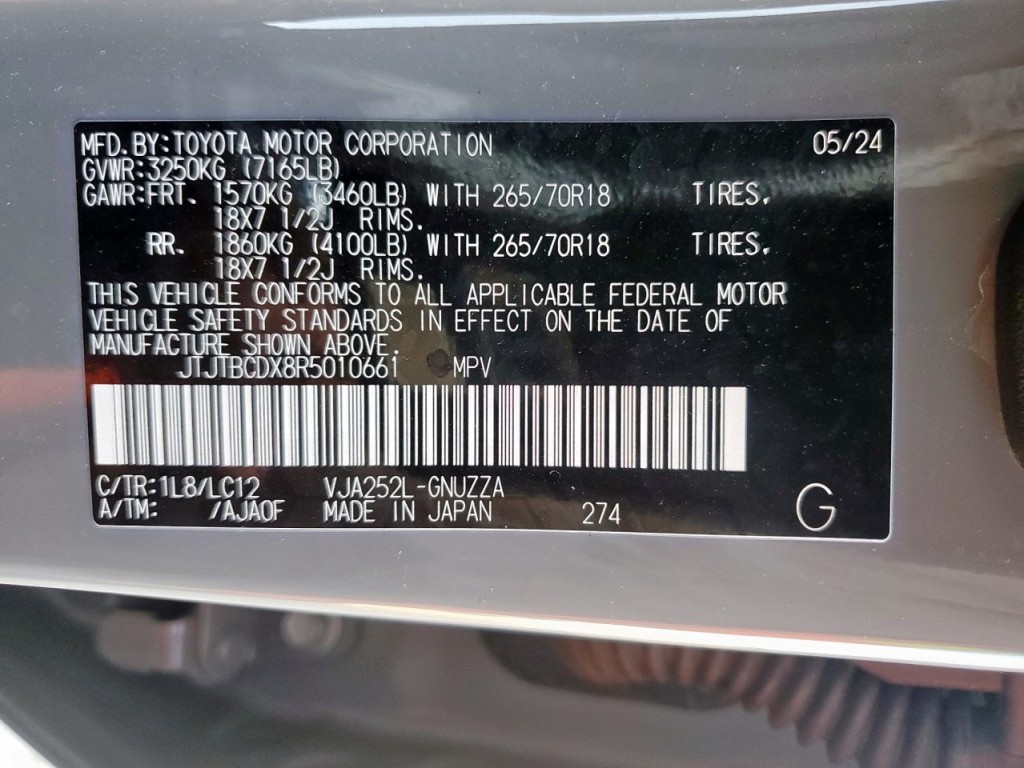 MFD.BY:TOYOTA MOTOR CORPORATION 05/24
GVWR:3250KG (7165LB)
GAWR:FRT. 1570KG (3460LB) WITH 265/70R18 TIRES.
18X7 1/2J RIMS.
RR. 1860KG (4100LB) WITH 265/70R18 TIRES.
18X7 1/2J RIMS.
THIS VEHICLE CONFORMS TO ALL APPLICABLE FEDERAL MOTOR
VEHICLE SAFETY STANDARDS IN EFFECT ON THE DATE OF
MANUFACTURE SHOWN ABOVE.
JTJTBCDX8R5010661 MPV
C/TR:1L8/LC12 VJA252L-GNUZZA
A/TM: /AJA0F MADE IN JAPAN 274 G